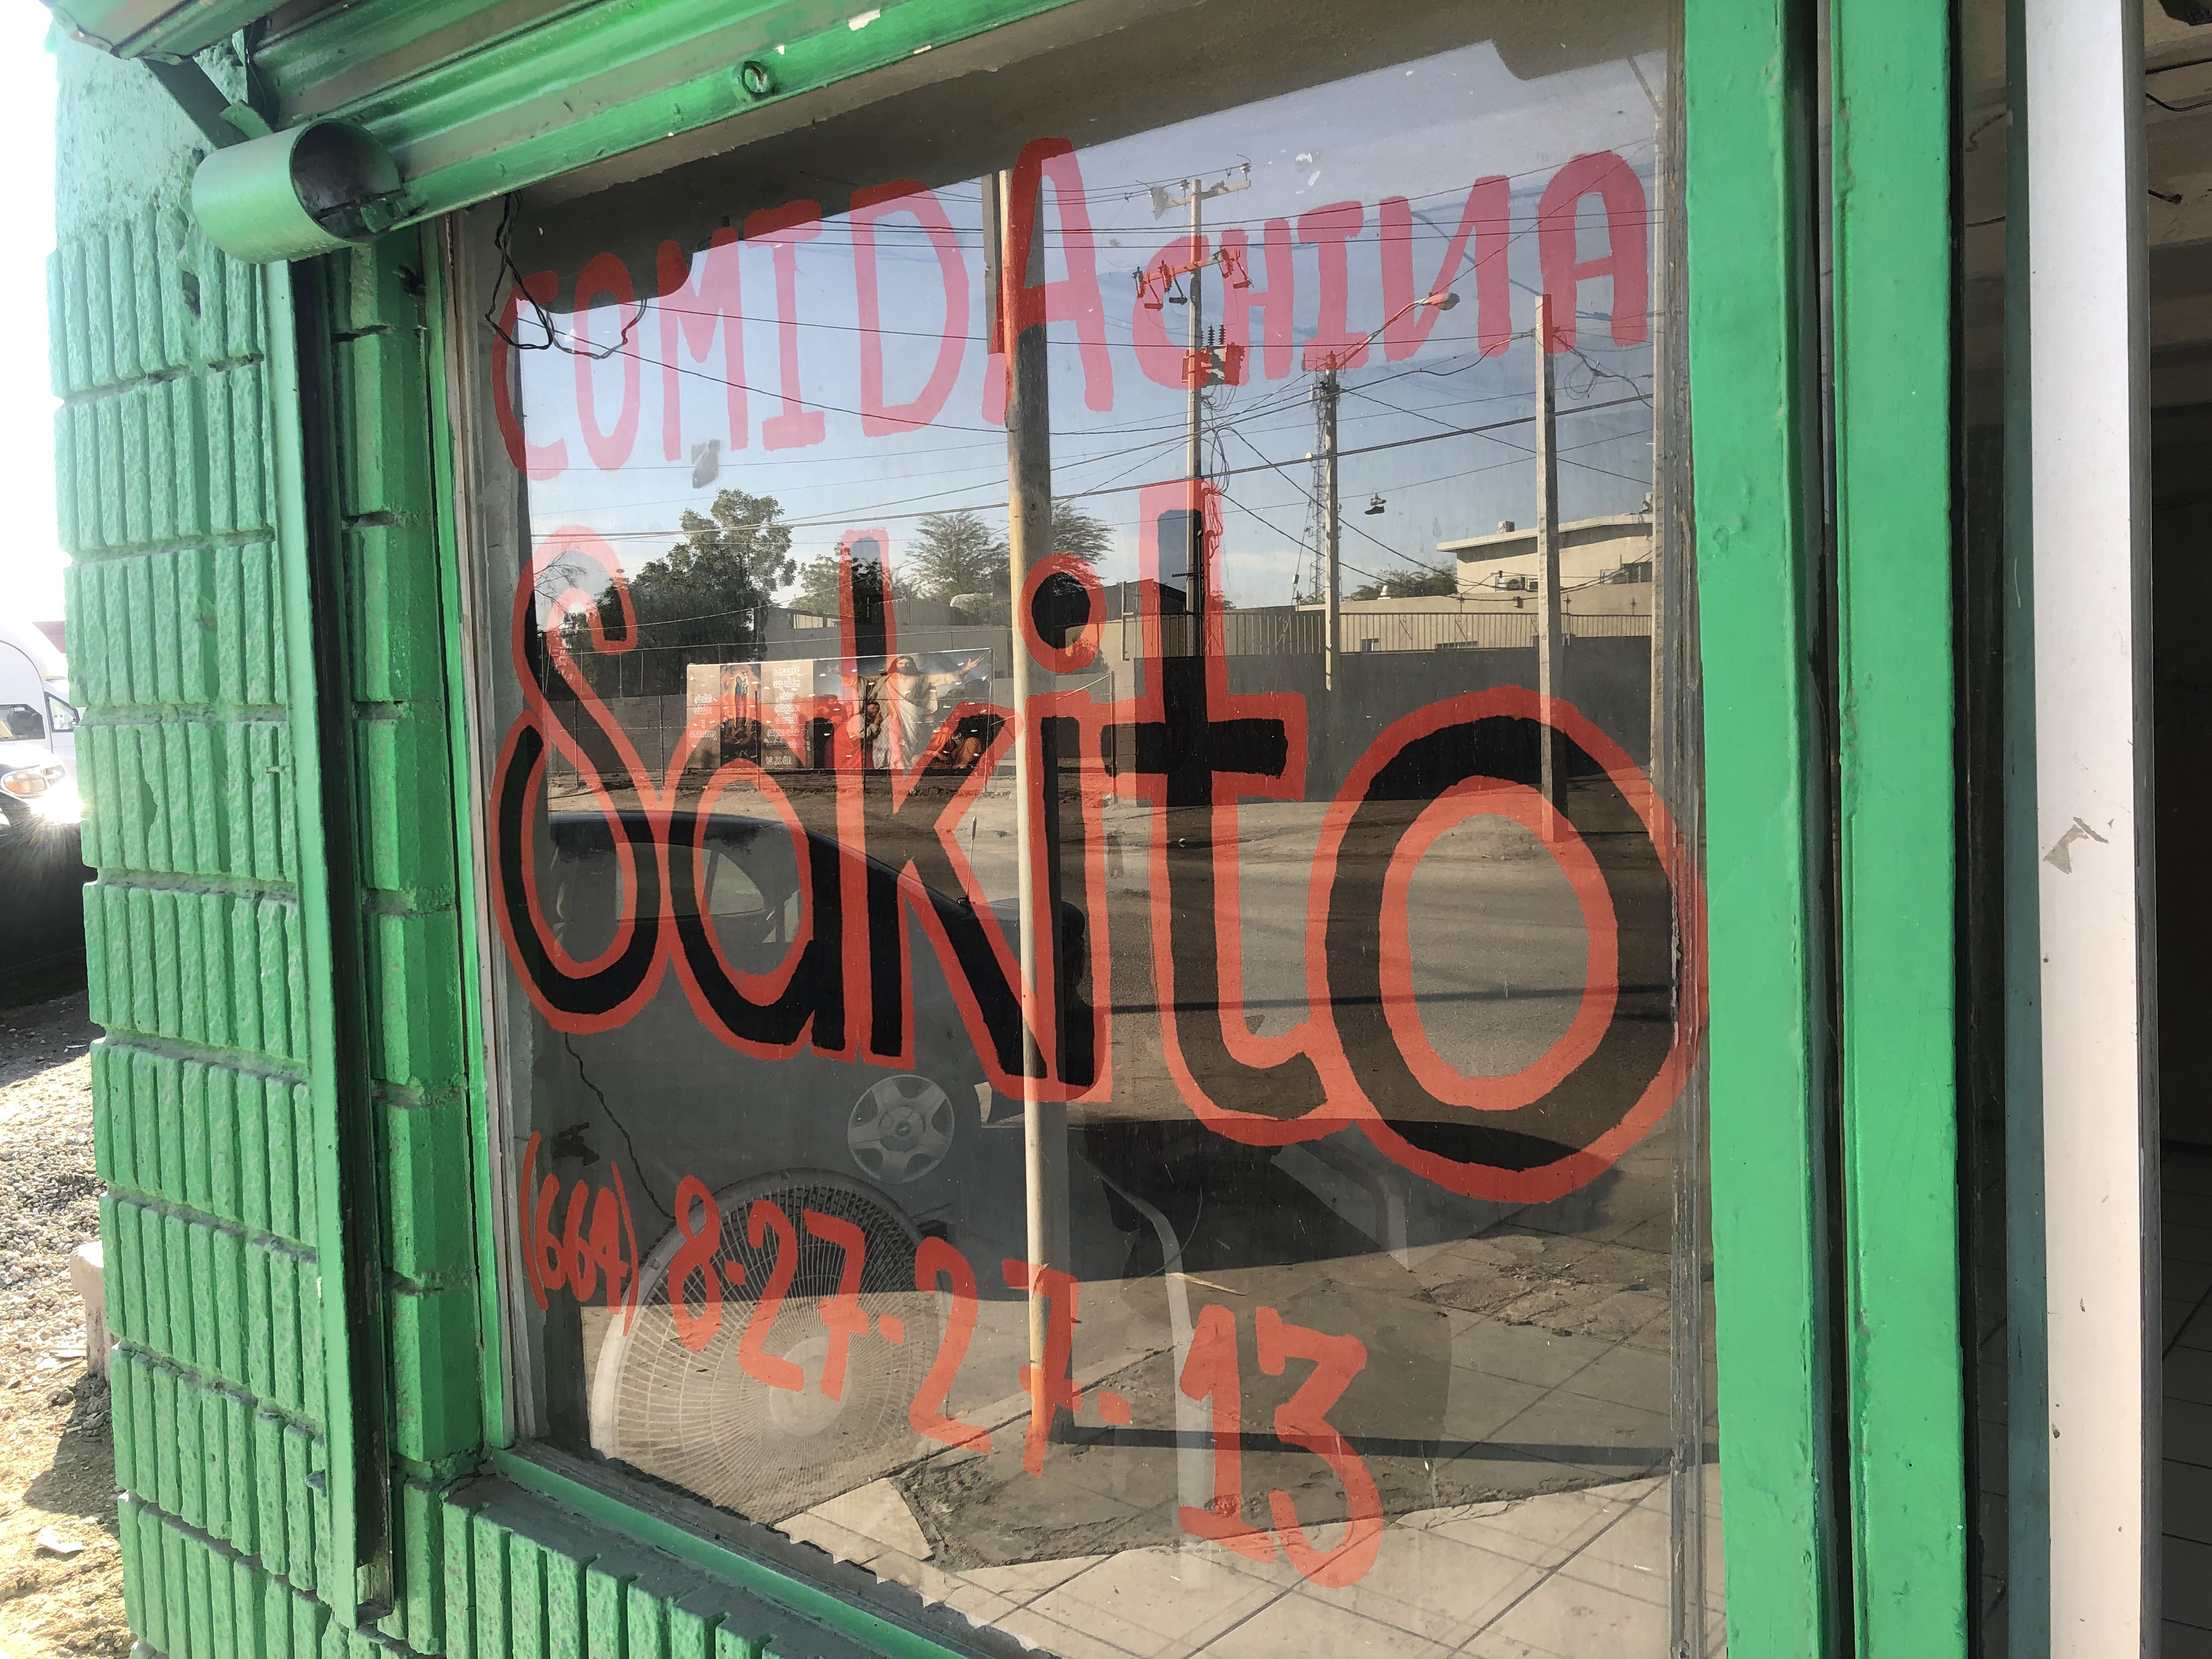 COMIDA CHINA
Sakito
(664) 8-27-27-13